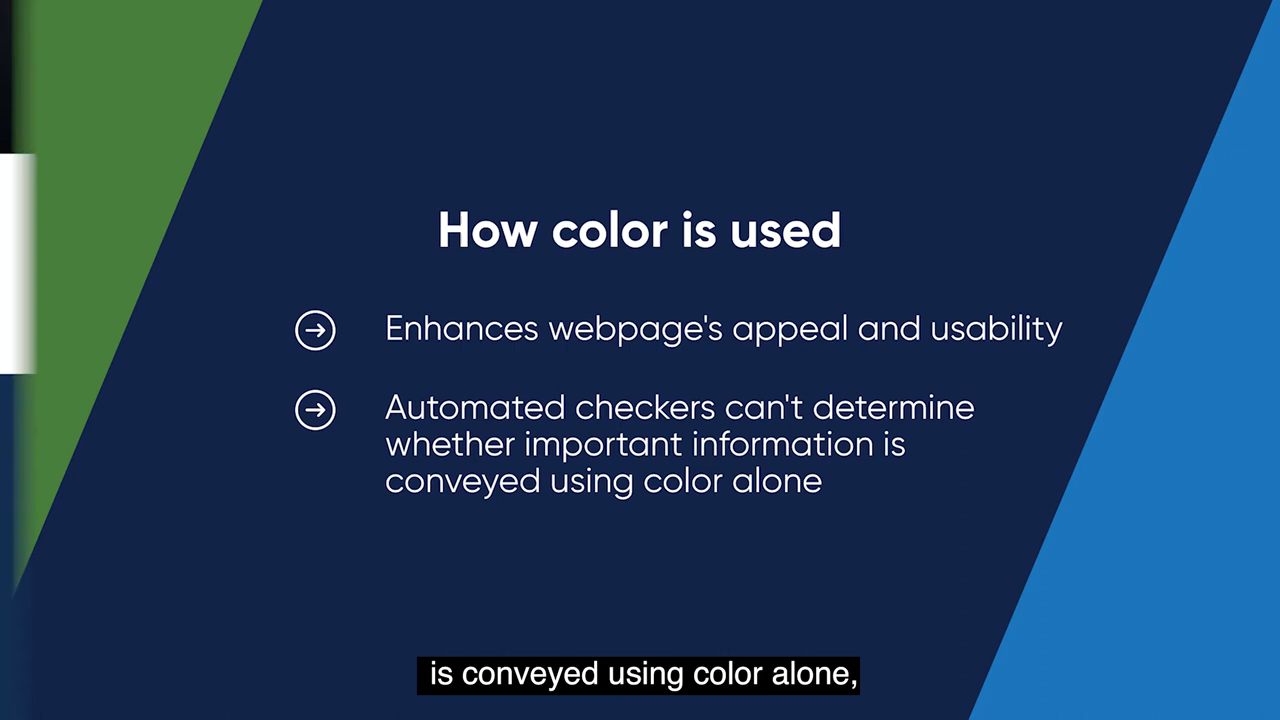 How color is used
Enhances webpage's appeal and usability
Automated checkers can't determine
whether important information is
conveyed using color alone
is conveyed using color alone,